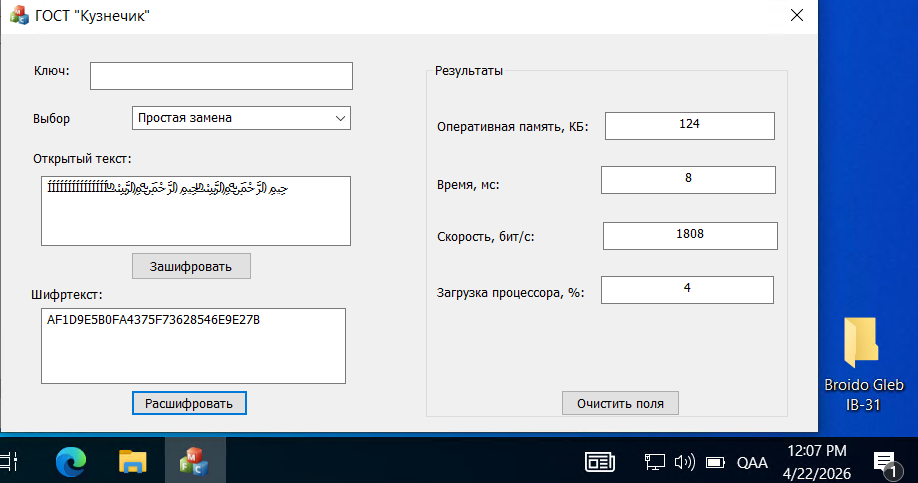 ГОСТ "Кузнечик"
Ключ:
Выбор
Простая замена
Открытый текст:
Зашифровать
Шифртекст:
AF1D9E5B0FA4375F73628546E9E27B
Расшифровать
Результаты
Оперативная память, КБ:
124
Время, мс:
8
Скорость, бит/с:
1808
Загрузка процессора, %:
4
Очистить поля
Broido Gleb
IB-31
QAA
12:07 PM
4/22/2026
1